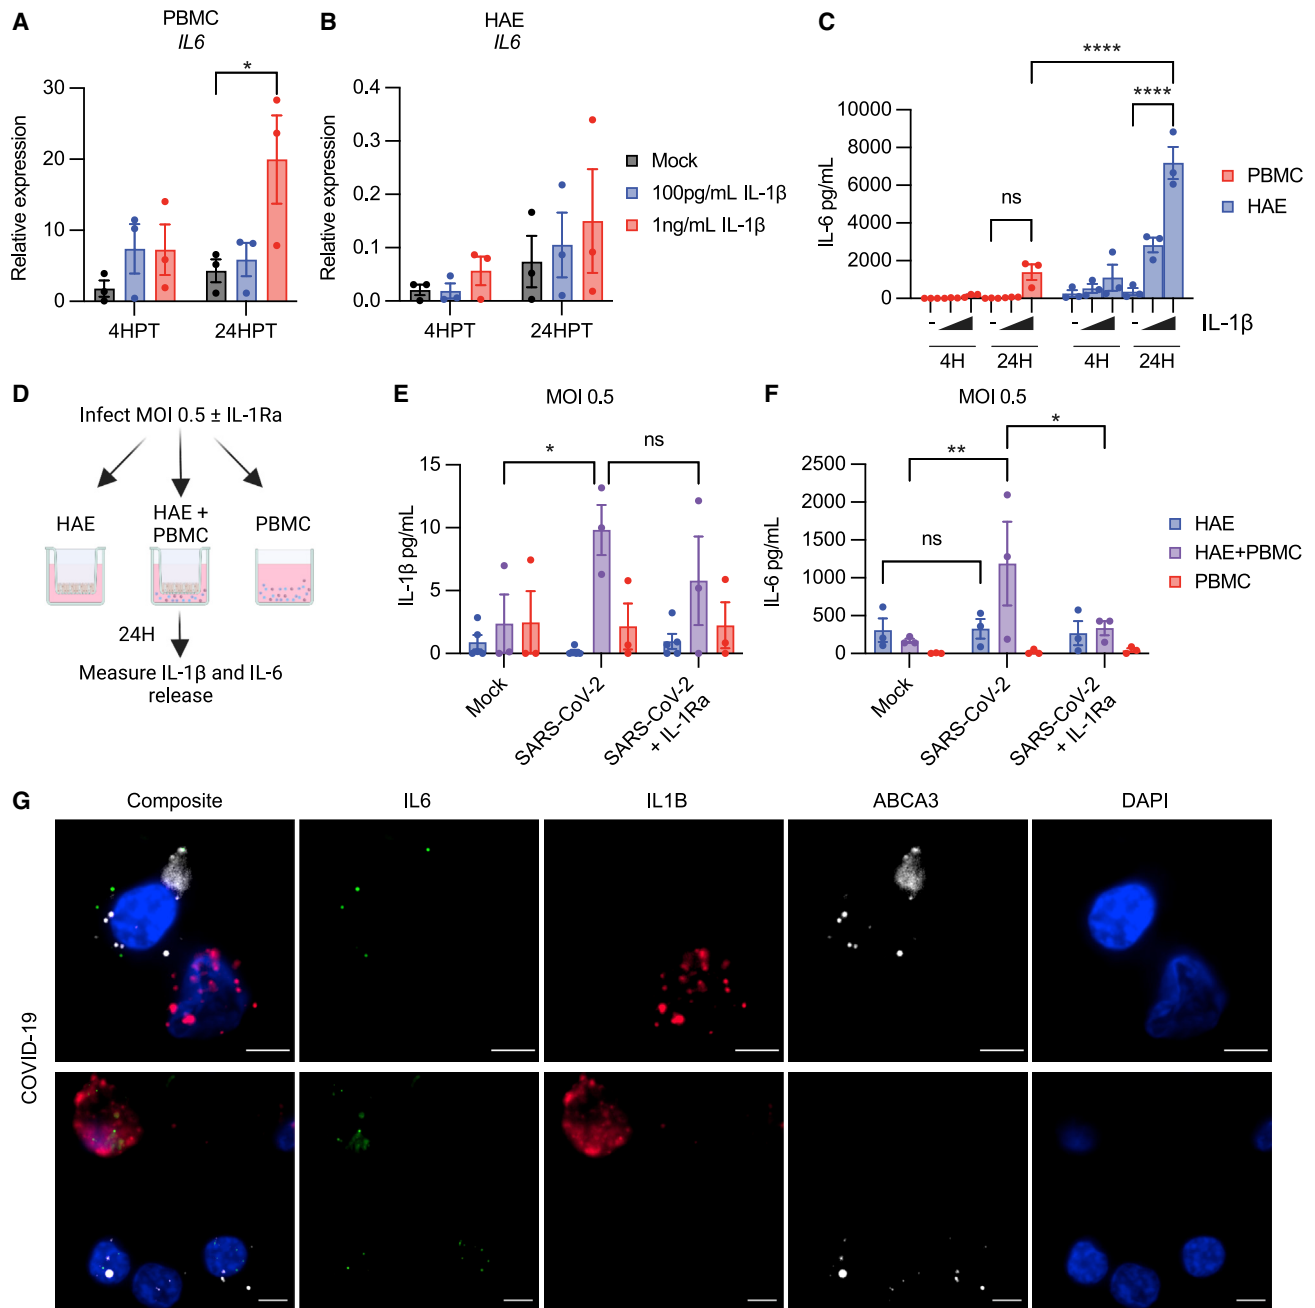 A
PBMC
IL6
*
Relative expression
30
20
10
0
4HPT
24HPT
B
HAE
IL6
Relative expression
0.4
0.3
0.2
0.1
0.0
4HPT
24HPT
Mock
100pg/mL IL-1β
1ng/mL IL-1β
C
****
****
ns
IL-6 pg/mL
10000
8000
6000
4000
2000
0
PBMC
HAE
- - - - IL-1β
4H 24H 4H 24H
D
Infect MOI 0.5 ± IL-1Ra
HAE
HAE +
PBMC
PBMC
24H
Measure IL-1β and IL-6
release
E
MOI 0.5
* ns
IL-1β pg/mL
15
10
5
0
Mock
SARS-CoV-2
SARS-CoV-2
+ IL-1Ra
F
MOI 0.5
*
**
ns
IL-6 pg/mL
2500
2000
1500
1000
500
0
Mock
SARS-CoV-2
SARS-CoV-2
+ IL-1Ra
HAE
HAE+PBMC
PBMC
G
Composite IL6 IL1B ABCA3 DAPI
COVID-19